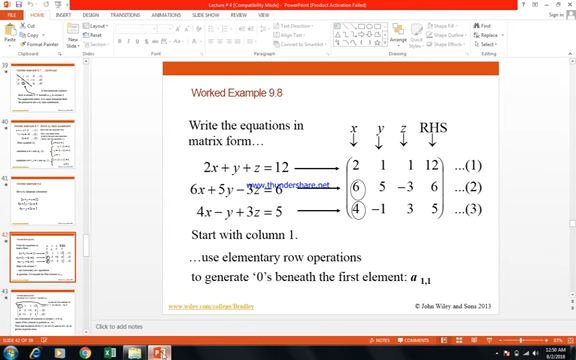 Lecture # 4 [Compatibility Mode] - PowerPoint (Product Activation Failed)
FILE HOME INSERT DESIGN TRANSITIONS ANIMATIONS SLIDE SHOW REVIEW VIEW Sign in
Cut
Copy
Format Painter
Clipboard
New Slide
Layout
Reset
Section
Slides
Font
Text Direction
Align Text
Convert to SmartArt
Paragraph
Arrange
Quick Styles
Shape Fill
Shape Outline
Shape Effects
Drawing
Find
Replace
Select
Editing
39
40
41
42
43
Worked Example 9.8
Write the equations in
matrix form…
x y z RHS
2x + y + z = 12 2 1 1 12 ...(1)
6x + 5y − 3z = 6 6 5 −3 6 ...(2)
www.thundershare.net
4x − y + 3z = 5 4 −1 3 5 ...(3)
Start with column 1.
…use elementary row operations
to generate ‘0’s beneath the first element: a 1,1
www.wiley.com/college/Bradley © John Wiley and Sons 2013
Click to add notes
SLIDE 42 OF 59 NOTES COMMENTS 87%
12:50 AM
8/2/2018